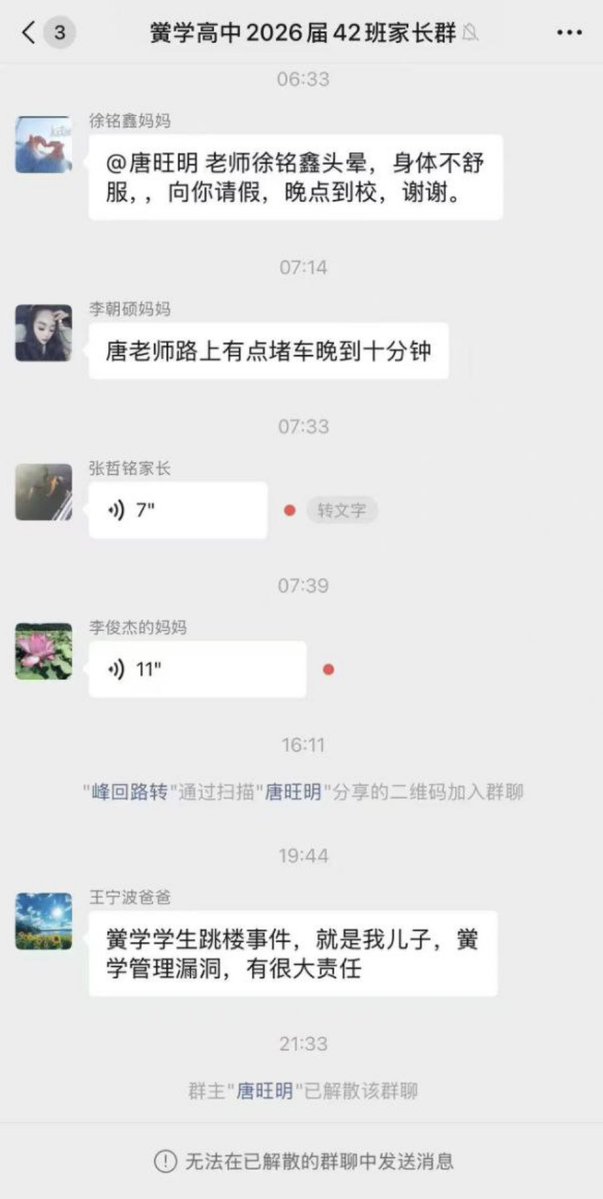 3
黉学高中2026届42班家长群
06:33
徐铭鑫妈妈
@唐旺明 老师徐铭鑫头晕，身体不舒
服，，向你请假，晚点到校，谢谢。
07:14
李朝硕妈妈
唐老师路上有点堵车晚到十分钟
07:33
张哲铭家长
7"
转文字
07:39
李俊杰的妈妈
11"
16:11
"峰回路转"通过扫描"唐旺明"分享的二维码加入群聊
19:44
王宁波爸爸
黉学学生跳楼事件，就是我儿子，黉
学管理漏洞，有很大责任
21:33
群主"唐旺明"已解散该群聊
无法在已解散的群聊中发送消息